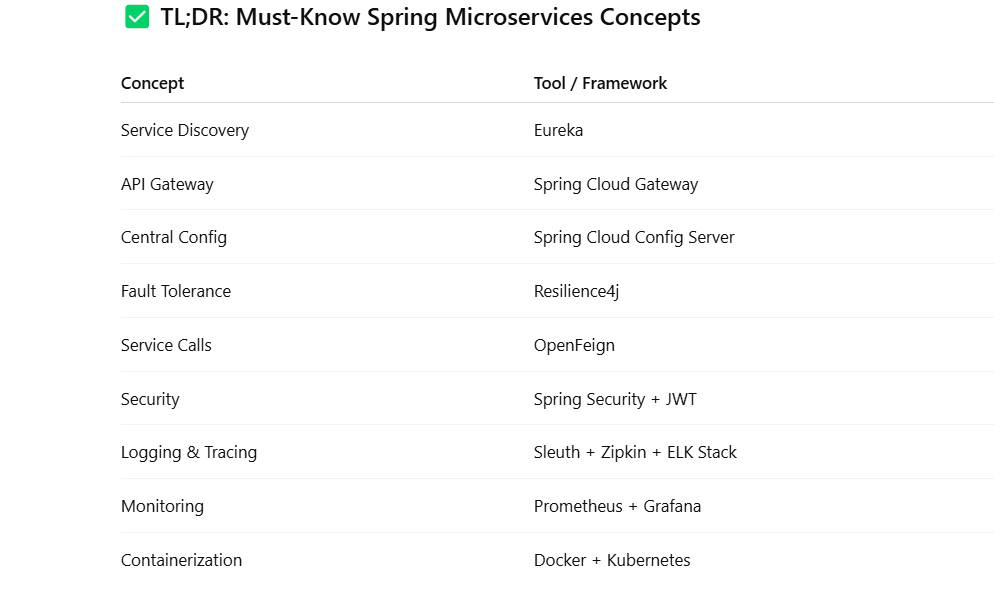 ✅ TL;DR: Must-Know Spring Microservices Concepts
Concept Tool / Framework
Service Discovery Eureka
API Gateway Spring Cloud Gateway
Central Config Spring Cloud Config Server
Fault Tolerance Resilience4j
Service Calls OpenFeign
Security Spring Security + JWT
Logging & Tracing Sleuth + Zipkin + ELK Stack
Monitoring Prometheus + Grafana
Containerization Docker + Kubernetes